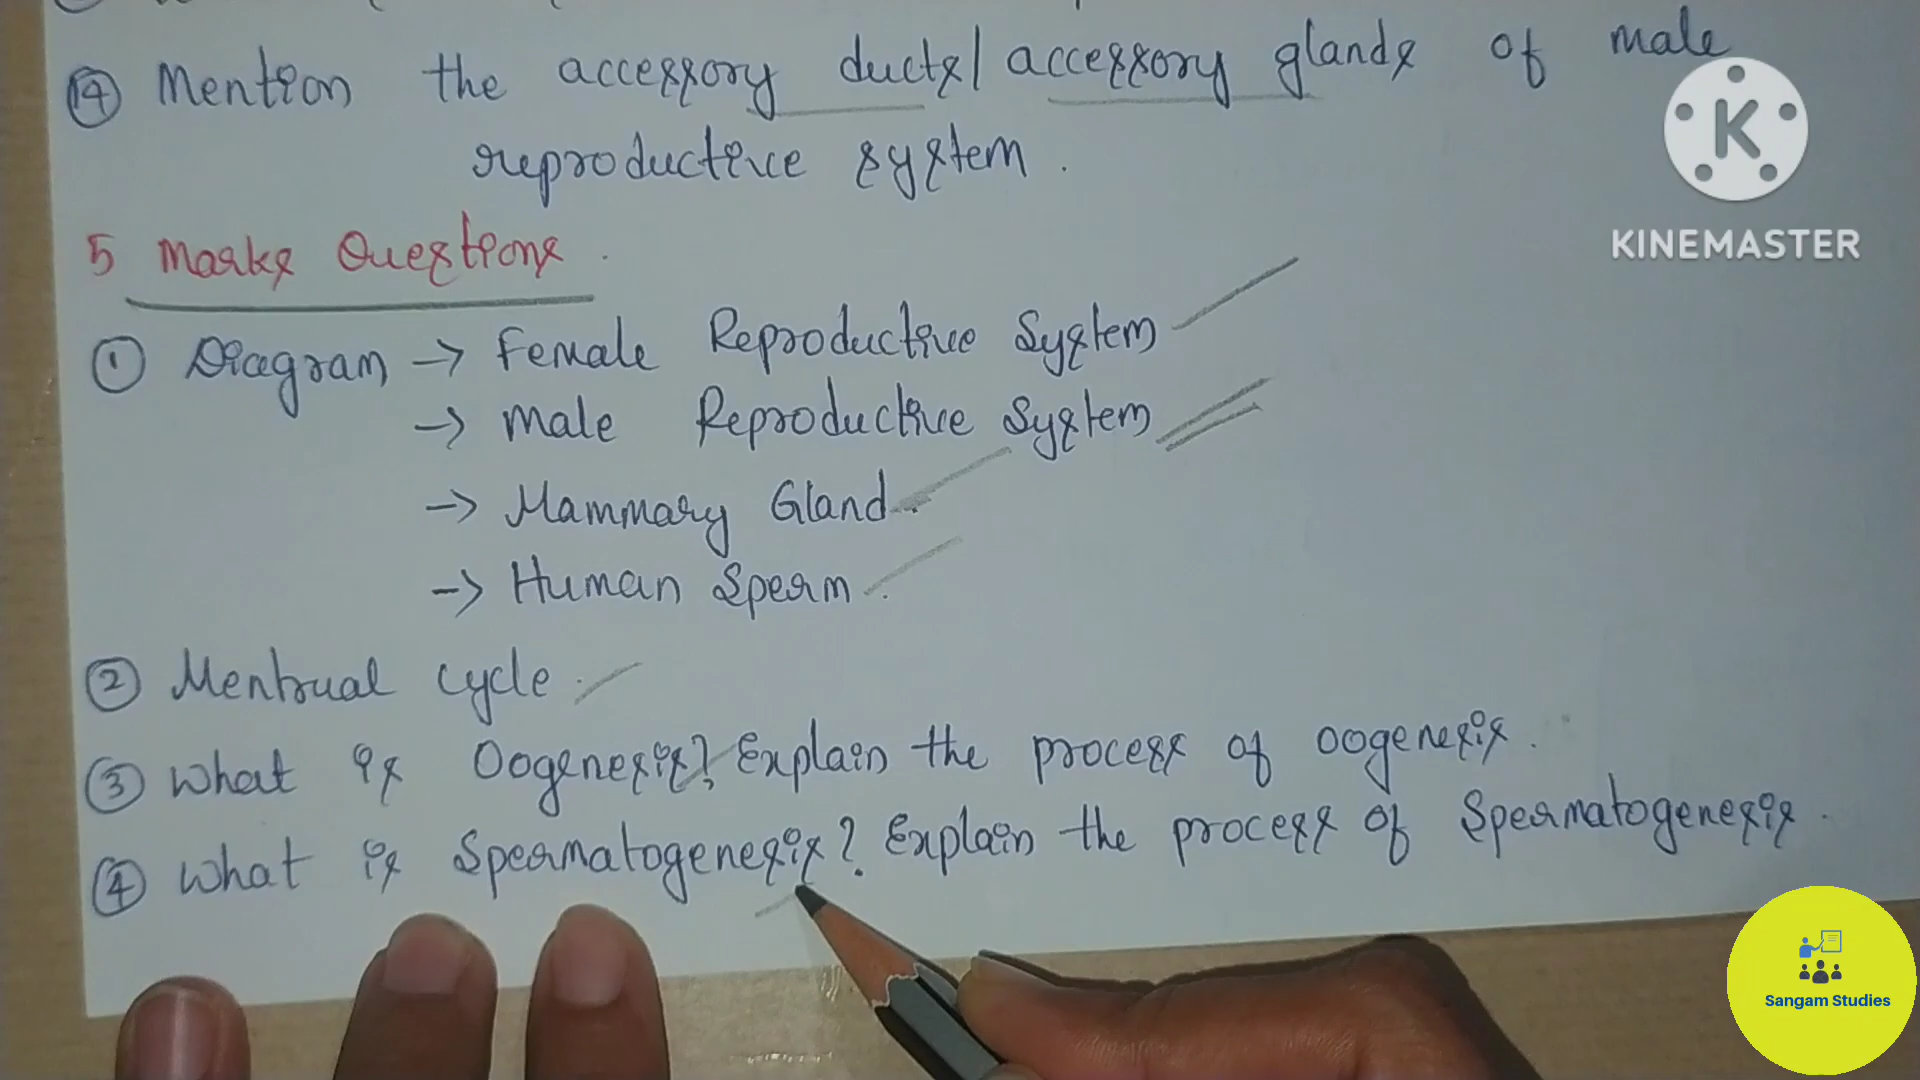 ⑭ Mention the accessory ducts/accessory glands of male
reproductive system.
5 Marks Questions.
① Diagram → Female Reproductive System
→ Male Reproductive System
→ Mammary Gland.
→ Human Sperm.
② Mentrual cycle.
③ What is Oogenesis? Explain the process of oogenesis.
④ What is Spermatogenesis? Explain the process of Spermatogenesis.
K
KINEMASTER
Sangam Studies